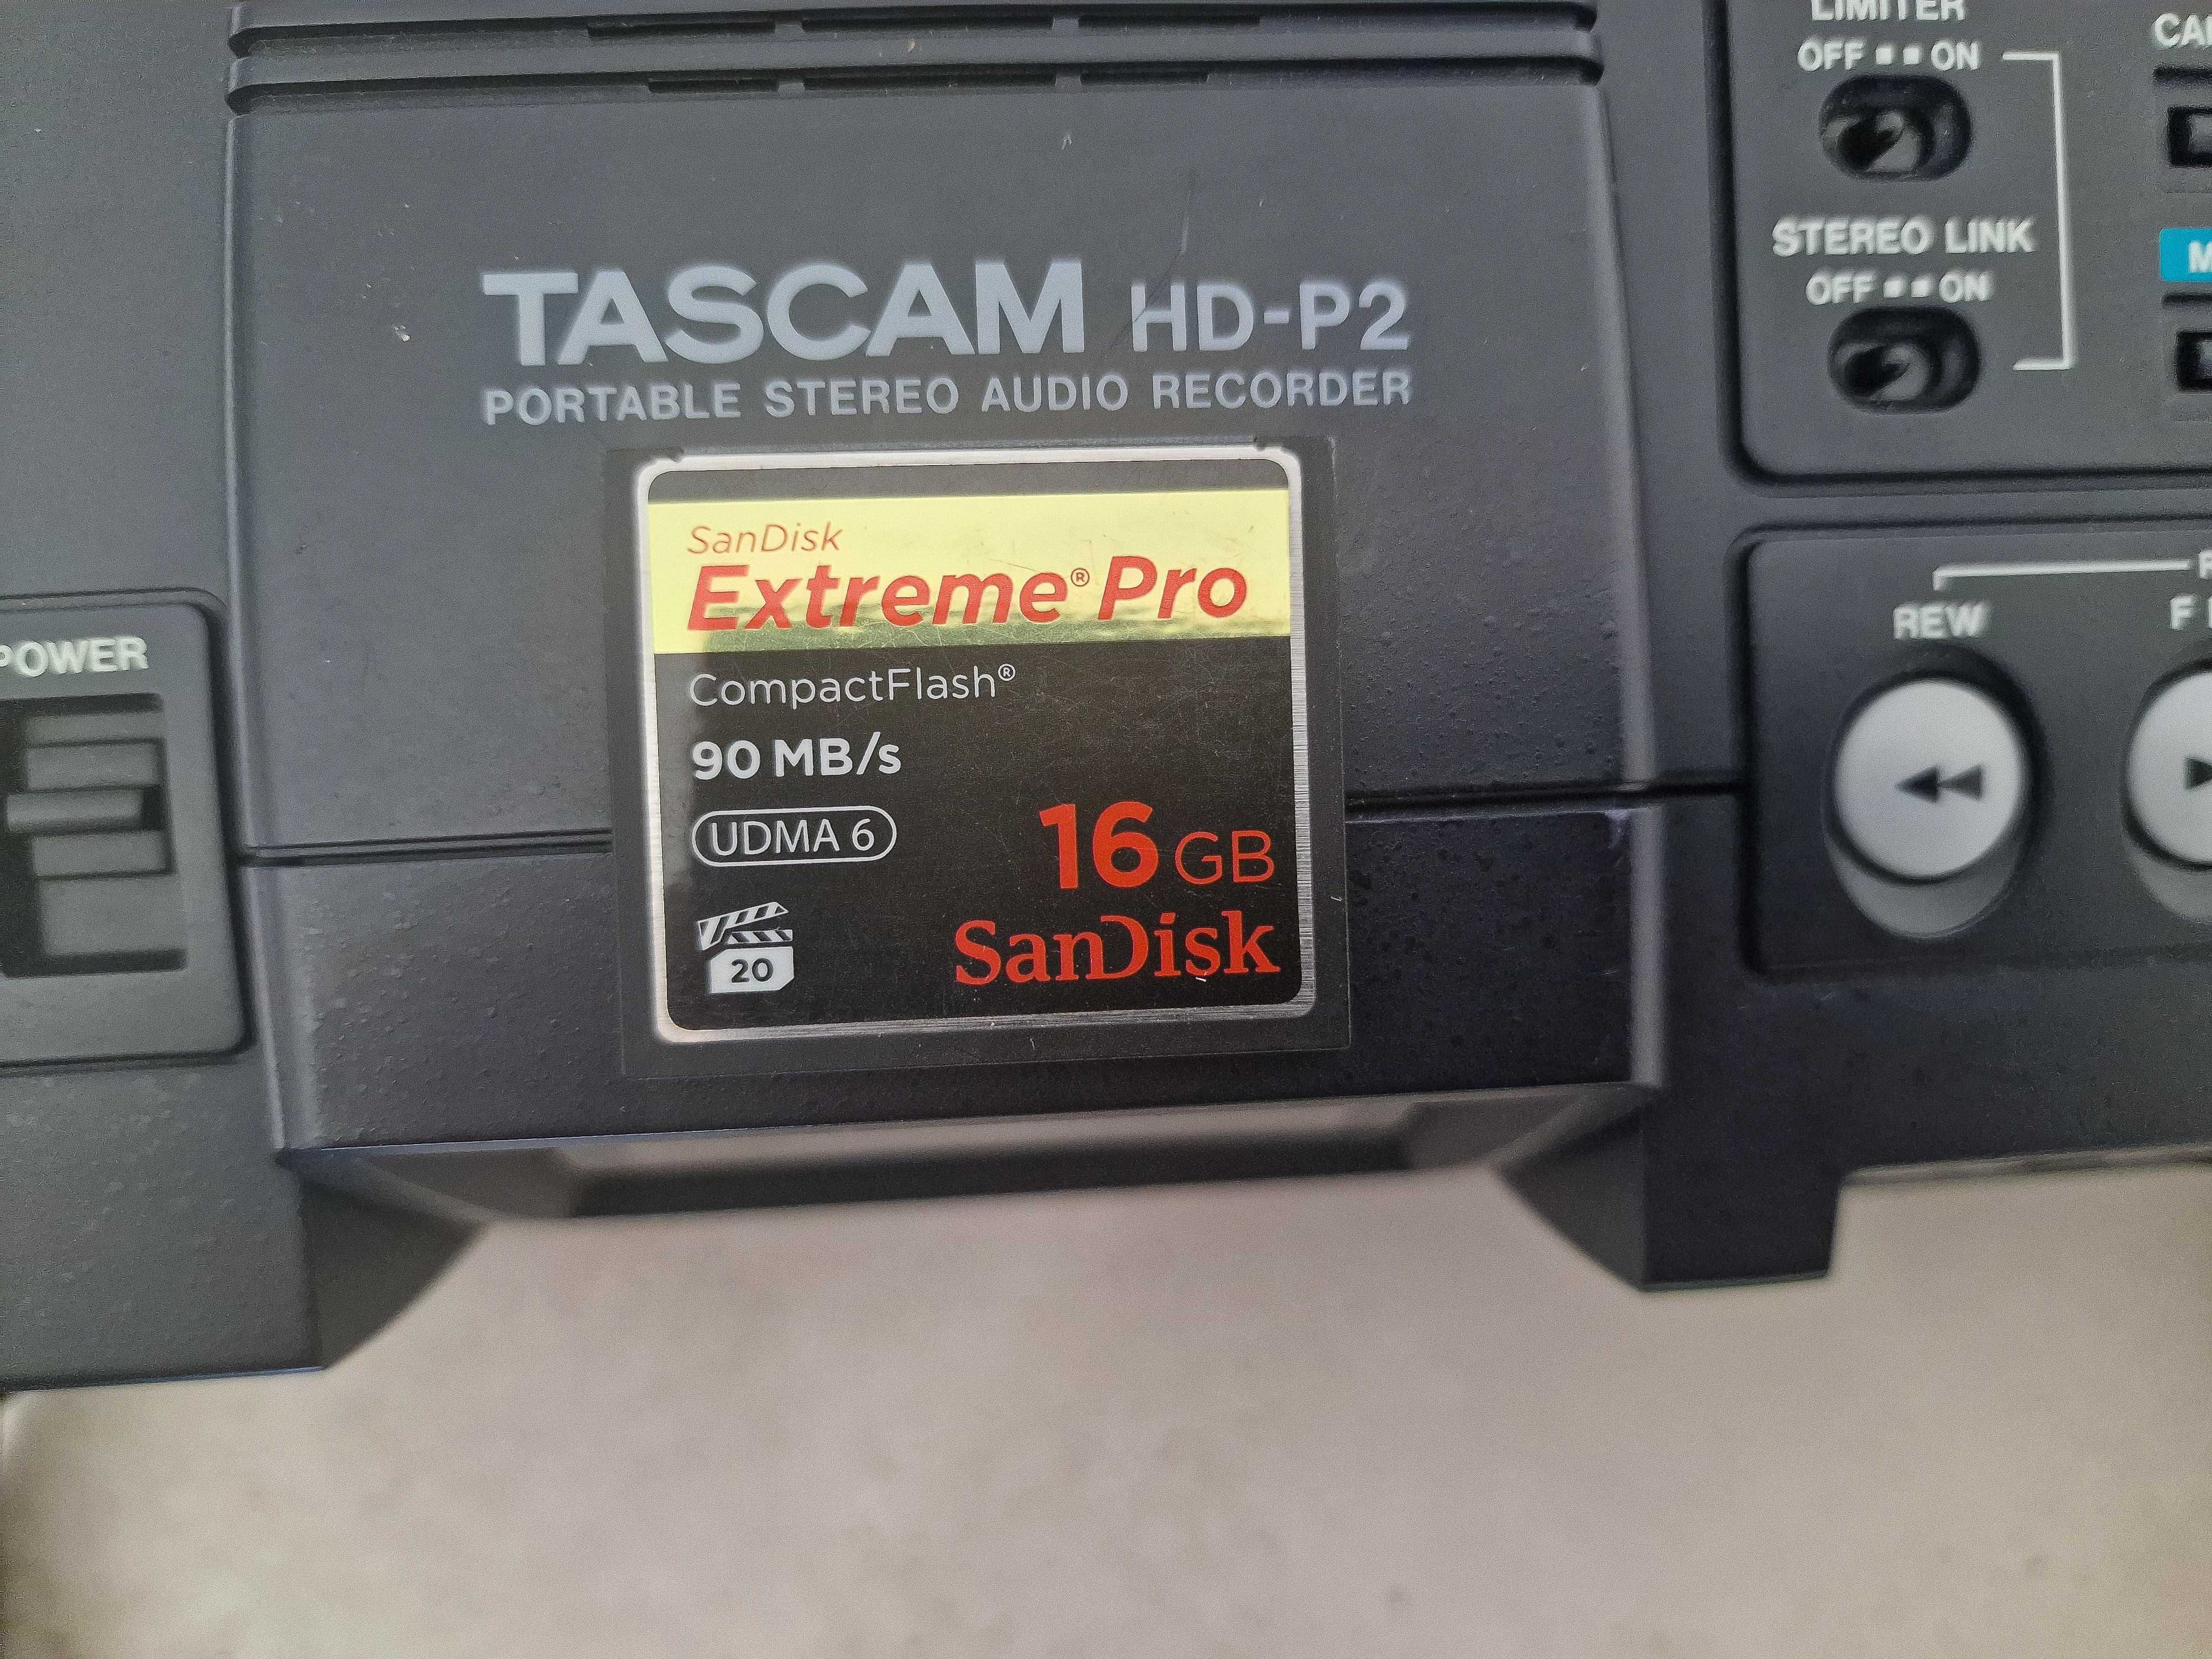 LIMITER
OFF ON
STEREO LINK
OFF ON
TASCAM HD-P2
PORTABLE STEREO AUDIO RECORDER
SanDisk
Extreme® Pro
CompactFlash®
90 MB/s
UDMA 6
16 GB
20
SanDisk
POWER
REW